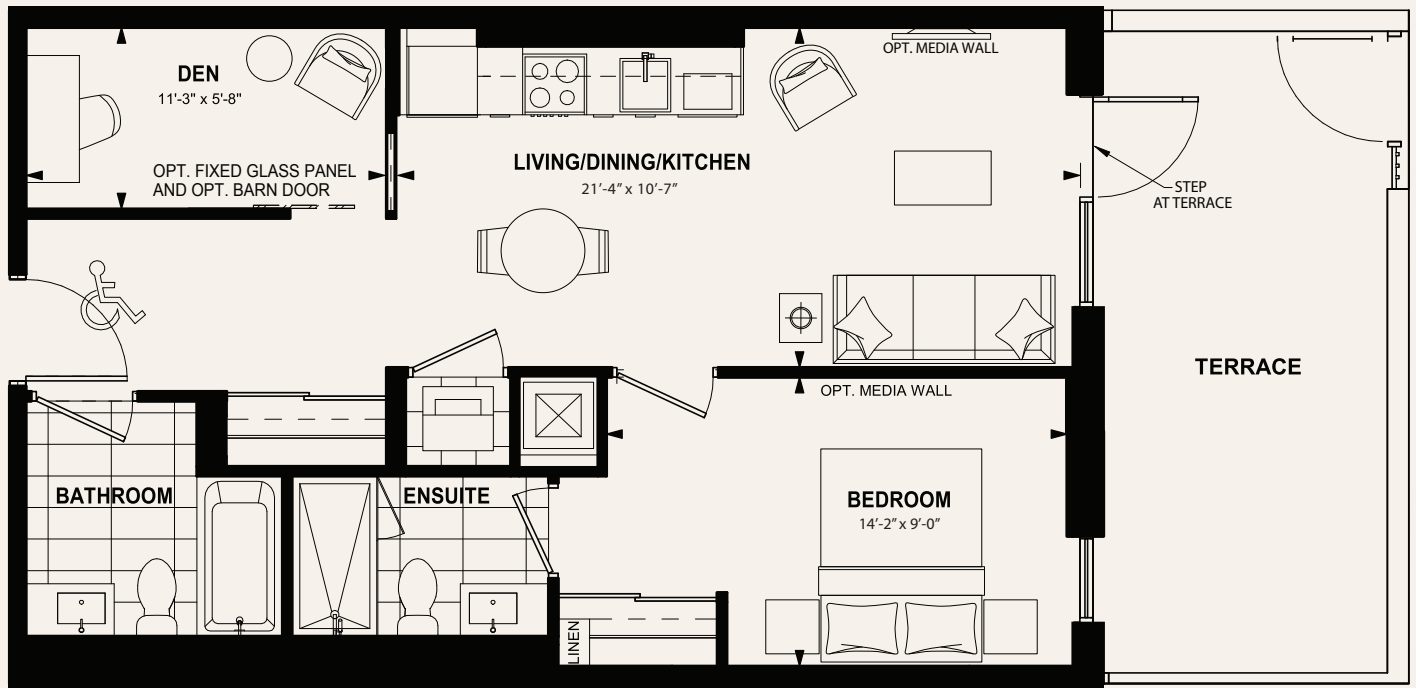 DEN
11'-3" x 5'-8"
OPT. FIXED GLASS PANEL
AND OPT. BARN DOOR
OPT. MEDIA WALL
LIVING/DINING/KITCHEN
21'-4" x 10'-7"
STEP
AT TERRACE
TERRACE
OPT. MEDIA WALL
BATHROOM
ENSUITE
BEDROOM
14'-2" x 9'-0"
LINEN